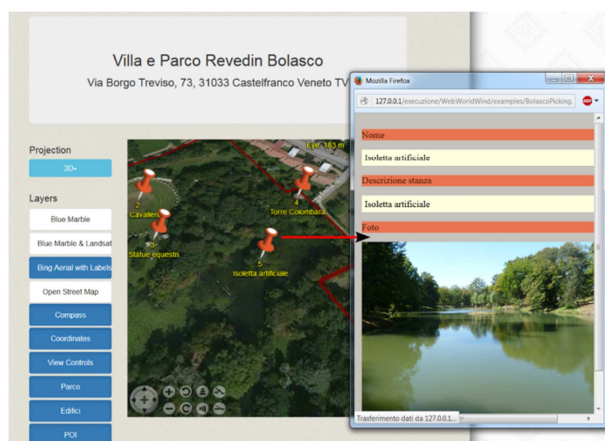 Villa e Parco Revedin Bolasco
Via Borgo Treviso, 73, 31033 Castelfranco Veneto TV
Projection
3D
Layers
Blue Marble
Blue Marble & Landsat
Bing Aerial with Labels
Open Street Map
Compass
Coordinates
View Controls
Parco
Edifici
POI
Eye 183 m
2
Cavallerizza
3
Statue equestri
4
Torre Colombara
5
Isoletta artificiale
Mozilla Firefox
127.0.0.1/esecuzione/WebWorldWind/examples/BolascoPicking.
ABP
Nome
Isoletta artificiale
Descrizione stanza
Isoletta artificiale
Foto
Trasferimento dati da 127.0.0.1...